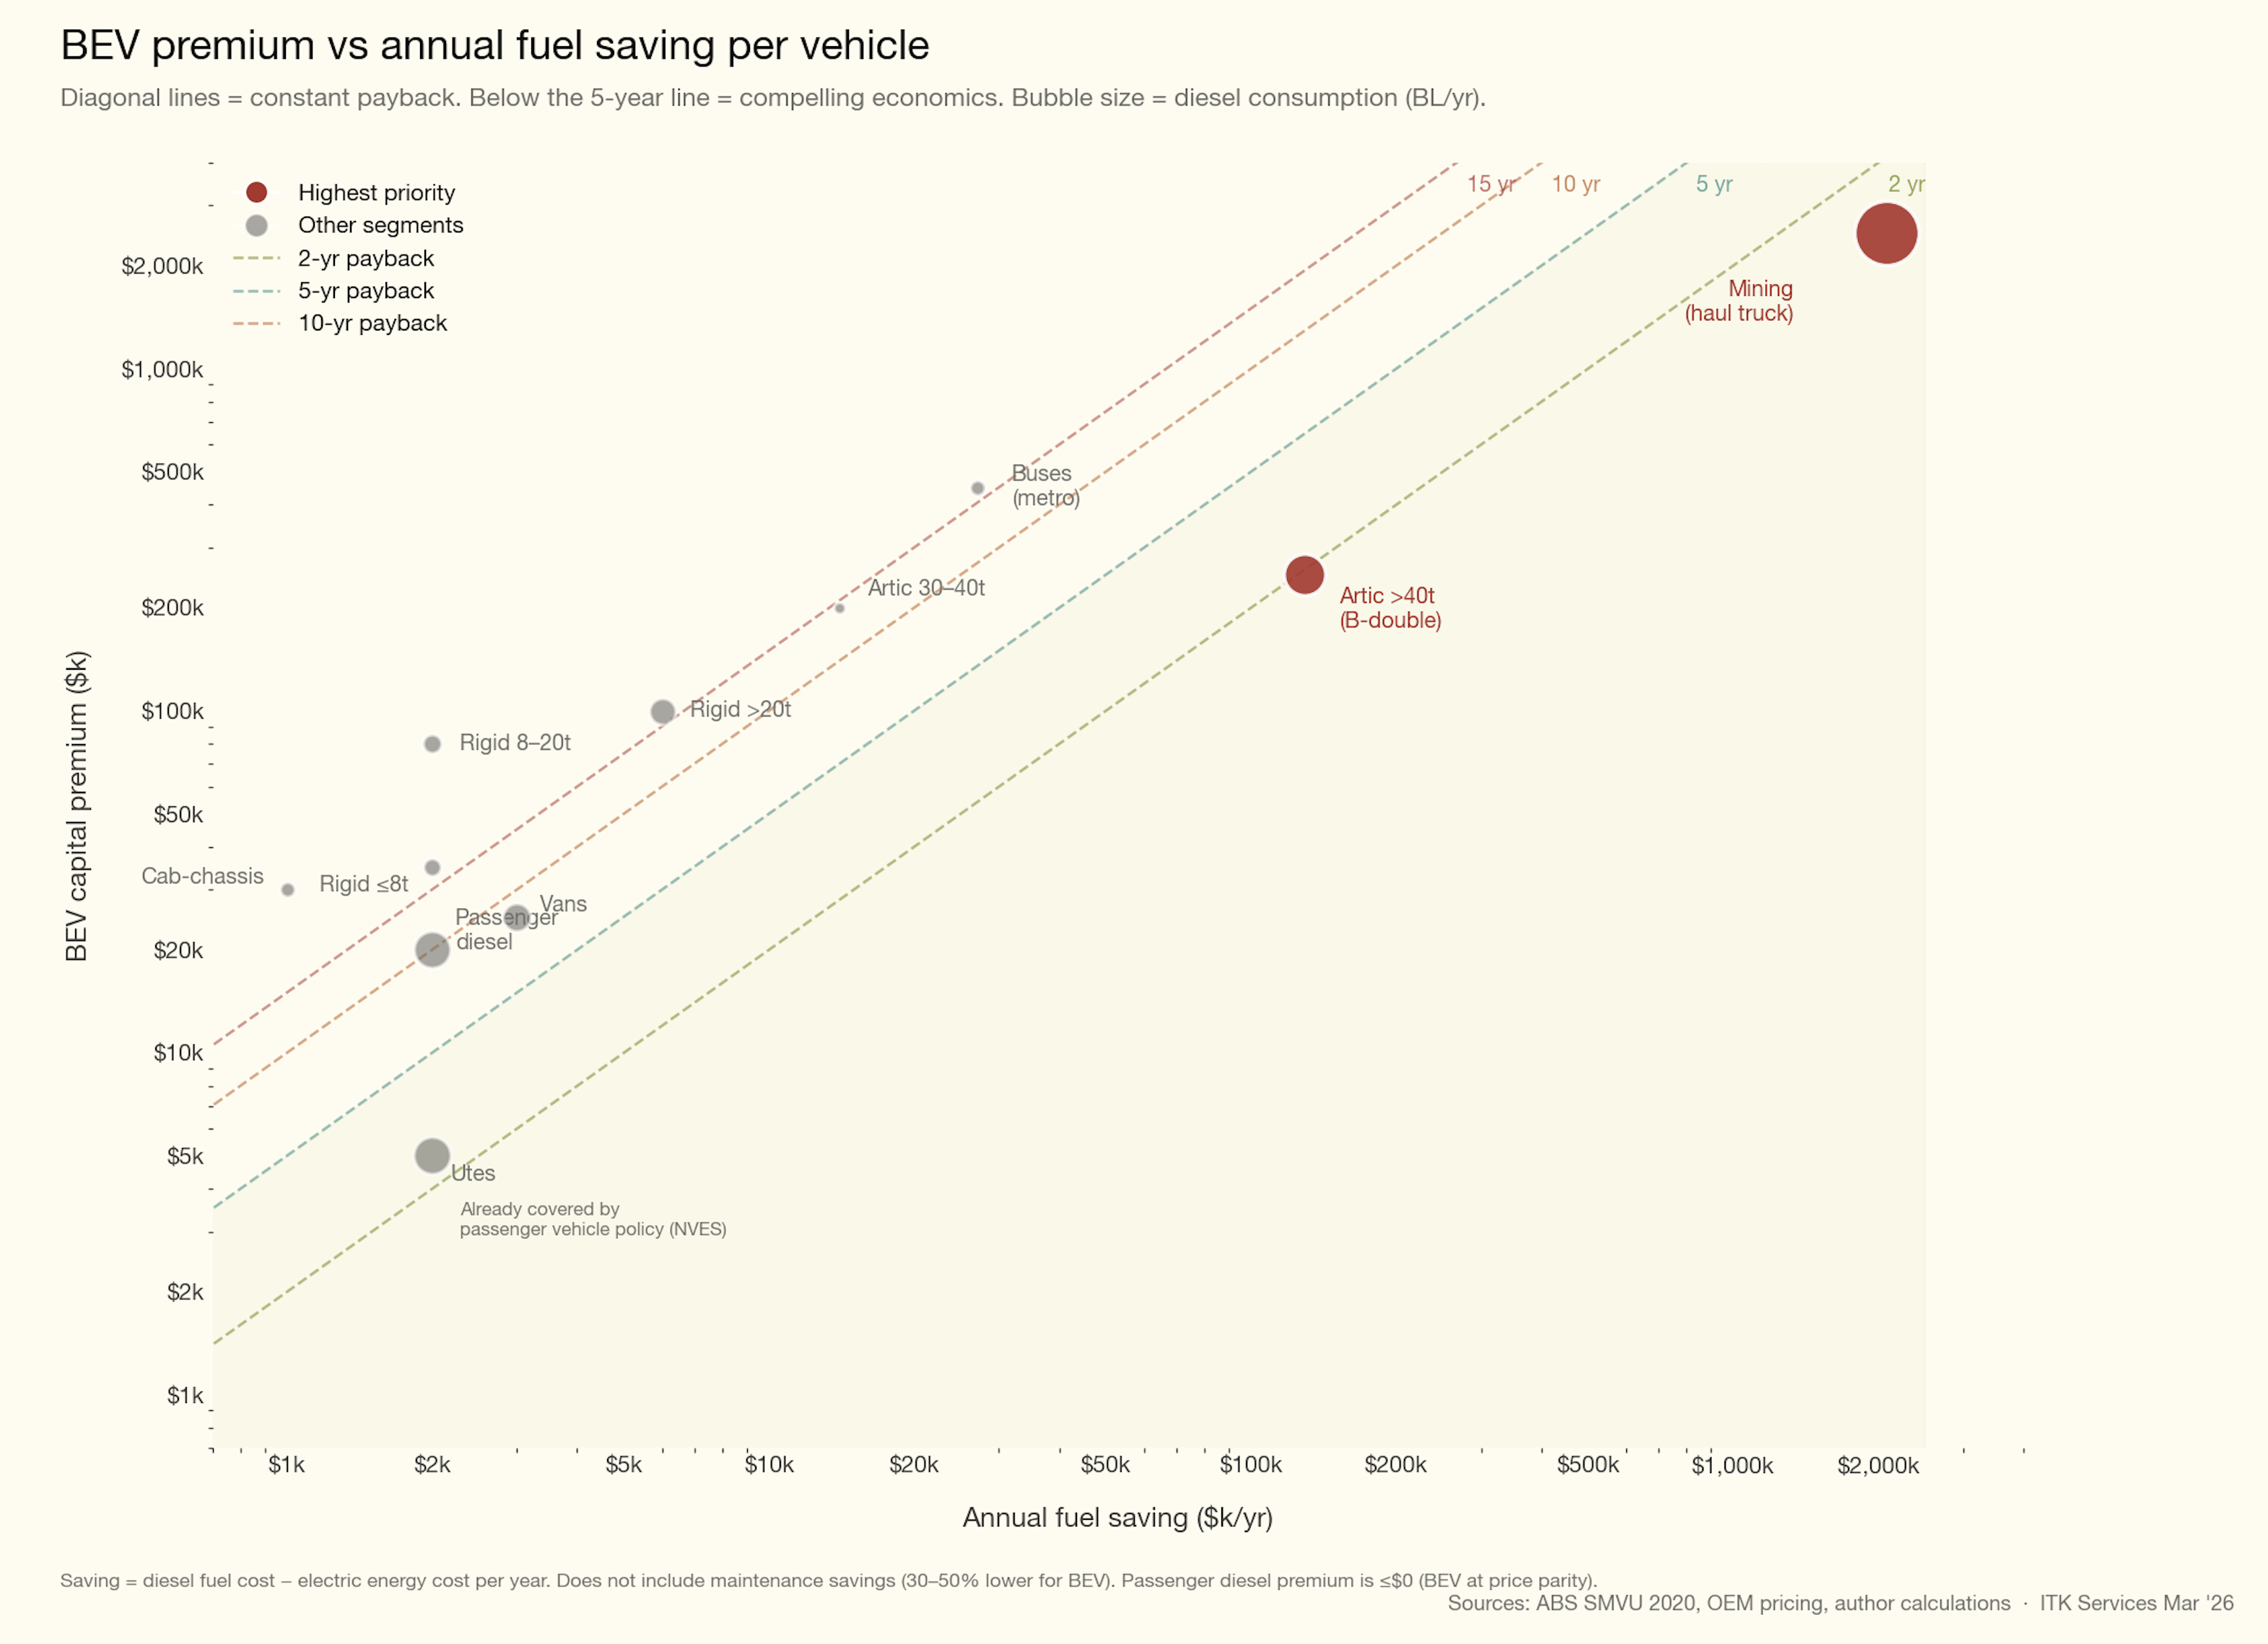 BEV premium vs annual fuel saving per vehicle
Diagonal lines = constant payback. Below the 5-year line = compelling economics. Bubble size = diesel consumption (BL/yr).
Highest priority
Other segments
2-yr payback
5-yr payback
10-yr payback
15 yr
10 yr
5 yr
2 yr
BEV capital premium ($k)
$2,000k
$1,000k
$500k
$200k
$100k
$50k
$20k
$10k
$5k
$2k
$1k
Mining
(haul truck)
Buses
(metro)
Artic 30–40t
Artic >40t
(B-double)
Rigid >20t
Rigid 8–20t
Cab-chassis
Rigid ≤8t
Vans
Passenger
diesel
Utes
Already covered by
passenger vehicle policy (NVES)
$1k
$2k
$5k
$10k
$20k
$50k
$100k
$200k
$500k
$1,000k
$2,000k
Annual fuel saving ($k/yr)
Saving = diesel fuel cost – electric energy cost per year. Does not include maintenance savings (30–50% lower for BEV). Passenger diesel premium is ≤$0 (BEV at price parity).
Sources: ABS SMVU 2020, OEM pricing, author calculations · ITK Services Mar '26